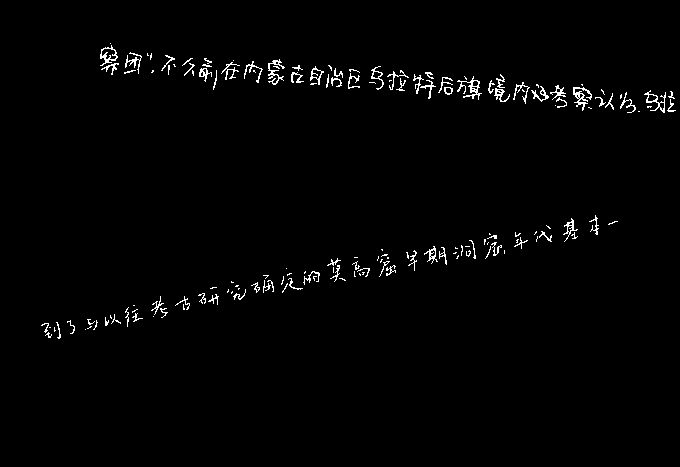 察团”,不久前在内蒙古自治区乌拉特后旗境内的考察认为,乌拉
到了与以往考古研究确定的莫高窟早期洞窟年代基本一